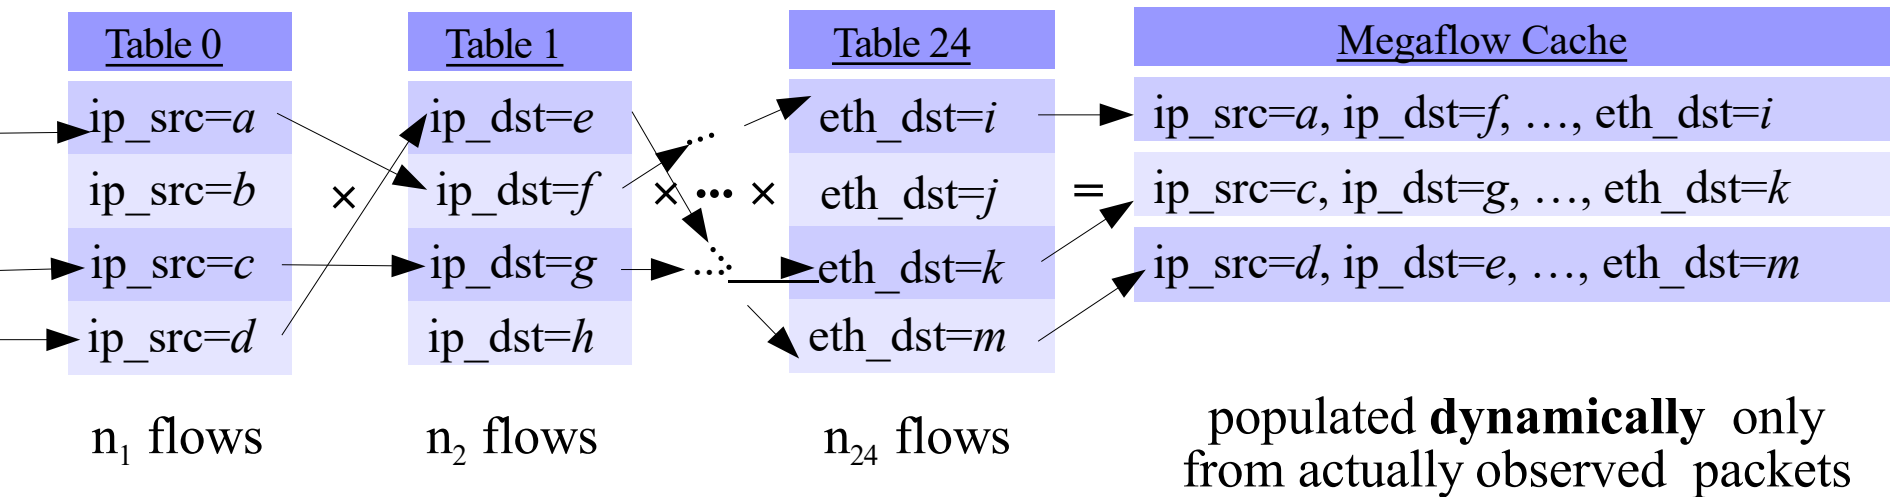 Table 0
ip_src=a
ip_src=b
ip_src=c
ip_src=d
n₁ flows
×
Table 1
ip_dst=e
ip_dst=f
ip_dst=g
ip_dst=h
n₂ flows
× ••• ×
Table 24
eth_dst=i
eth_dst=j
eth_dst=k
eth_dst=m
n₂₄ flows
=
Megaflow Cache
ip_src=a, ip_dst=f, …, eth_dst=i
ip_src=c, ip_dst=g, …, eth_dst=k
ip_src=d, ip_dst=e, …, eth_dst=m
populated dynamically only
from actually observed packets